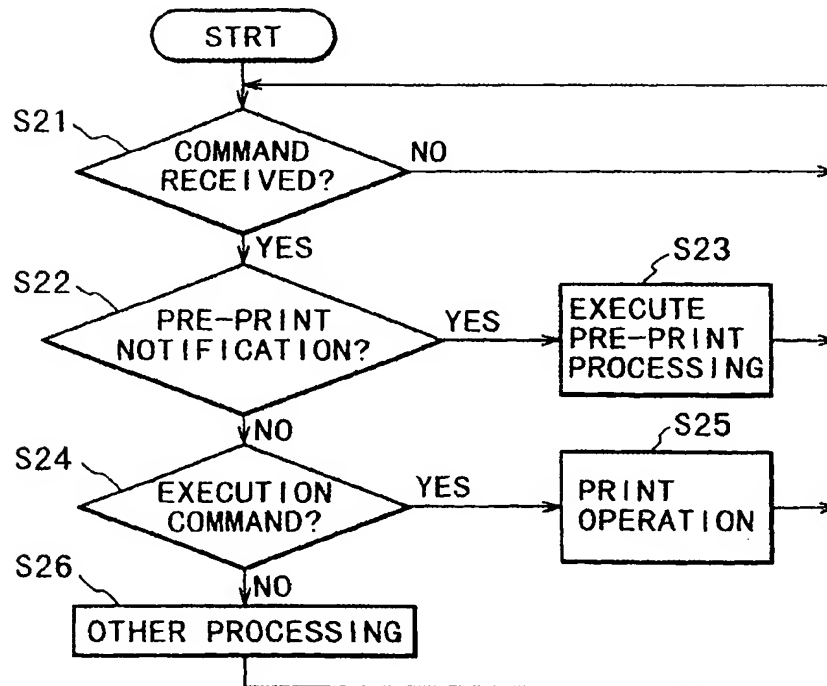 STRT
S21
COMMAND
RECEIVED?
NO
YES
S22
PRE-PRINT
NOTIFICATION?
YES
S23
EXECUTE
PRE-PRINT
PROCESSING
NO
S24
EXECUTION
COMMAND?
YES
S25
PRINT
OPERATION
NO
S26
OTHER PROCESSING